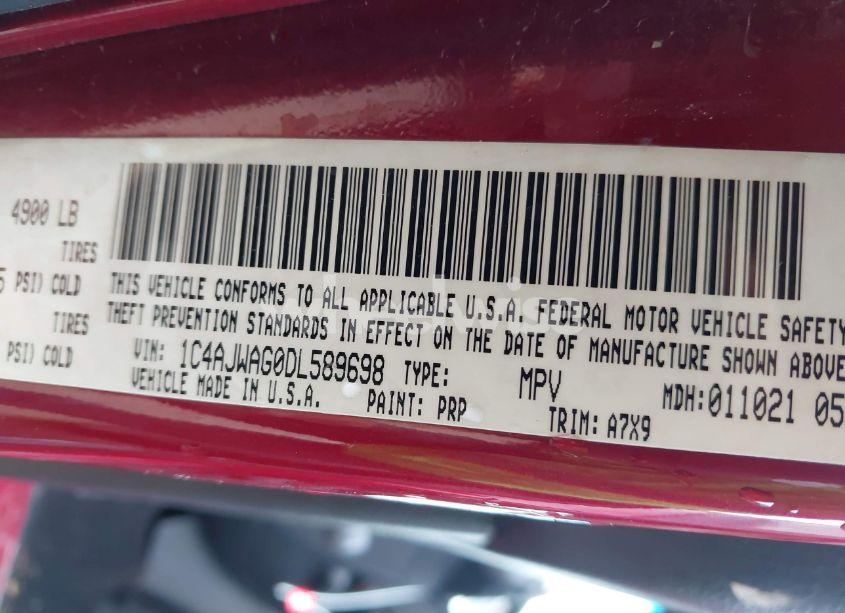 4900 LB
TIRES
5 PSI) COLD
TIRES
PSI) COLD
THIS VEHICLE CONFORMS TO ALL APPLICABLE U.S.A. FEDERAL MOTOR VEHICLE SAFETY
THEFT PREVENTION STANDARDS IN EFFECT ON THE DATE OF MANUFACTURE SHOWN ABOVE
VIN: 1C4AJWAG0DL589698 TYPE: MPV MDH:011021 05
VEHICLE MADE IN U.S.A. PAINT: PRP TRIM: A7X9